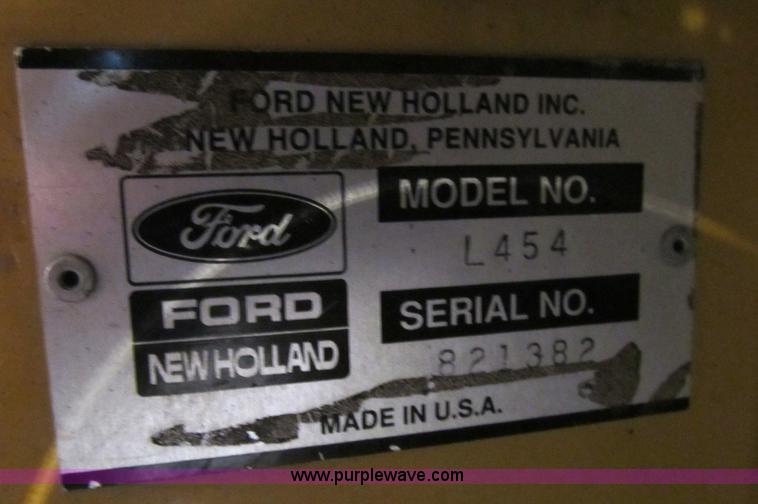 FORD NEW HOLLAND INC.
NEW HOLLAND, PENNSYLVANIA
Ford
FORD
NEW HOLLAND
MODEL NO.
L454
SERIAL NO.
821382
MADE IN U.S.A.
www.purplewave.com